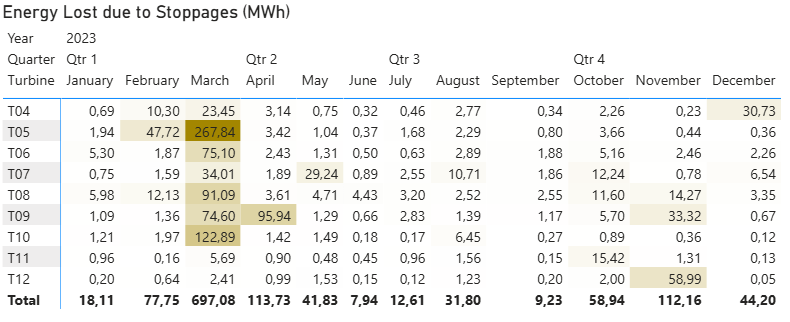 Energy Lost due to Stoppages (MWh)
Year 2023
Quarter Qtr 1 Qtr 2 Qtr 3 Qtr 4
Turbine January February March April May June July August September October November December
T04 0,69 10,30 23,45 3,14 0,75 0,32 0,46 2,77 0,34 2,26 0,23 30,73
T05 1,94 47,72 267,84 3,42 1,04 0,37 1,68 2,29 0,80 3,66 0,44 0,36
T06 5,30 1,87 75,10 2,43 1,31 0,50 0,63 2,89 1,88 5,16 2,46 2,26
T07 0,75 1,59 34,01 1,89 29,24 0,89 2,55 10,71 1,86 12,24 0,78 6,54
T08 5,98 12,13 91,09 3,61 4,71 4,43 3,20 2,52 2,55 11,60 14,27 3,35
T09 1,09 1,36 74,60 95,94 1,29 0,66 2,83 1,39 1,17 5,70 33,32 0,67
T10 1,21 1,97 122,89 1,42 1,49 0,18 0,17 6,45 0,27 0,89 0,36 0,12
T11 0,96 0,16 5,69 0,90 0,48 0,45 0,96 1,56 0,20 15,42 1,31 0,13
T12 0,20 0,64 2,41 0,99 1,53 0,15 0,12 1,23 0,15 2,00 58,99 0,05
Total 18,11 77,75 697,08 113,73 41,83 7,94 12,61 31,80 9,23 58,94 112,16 44,20